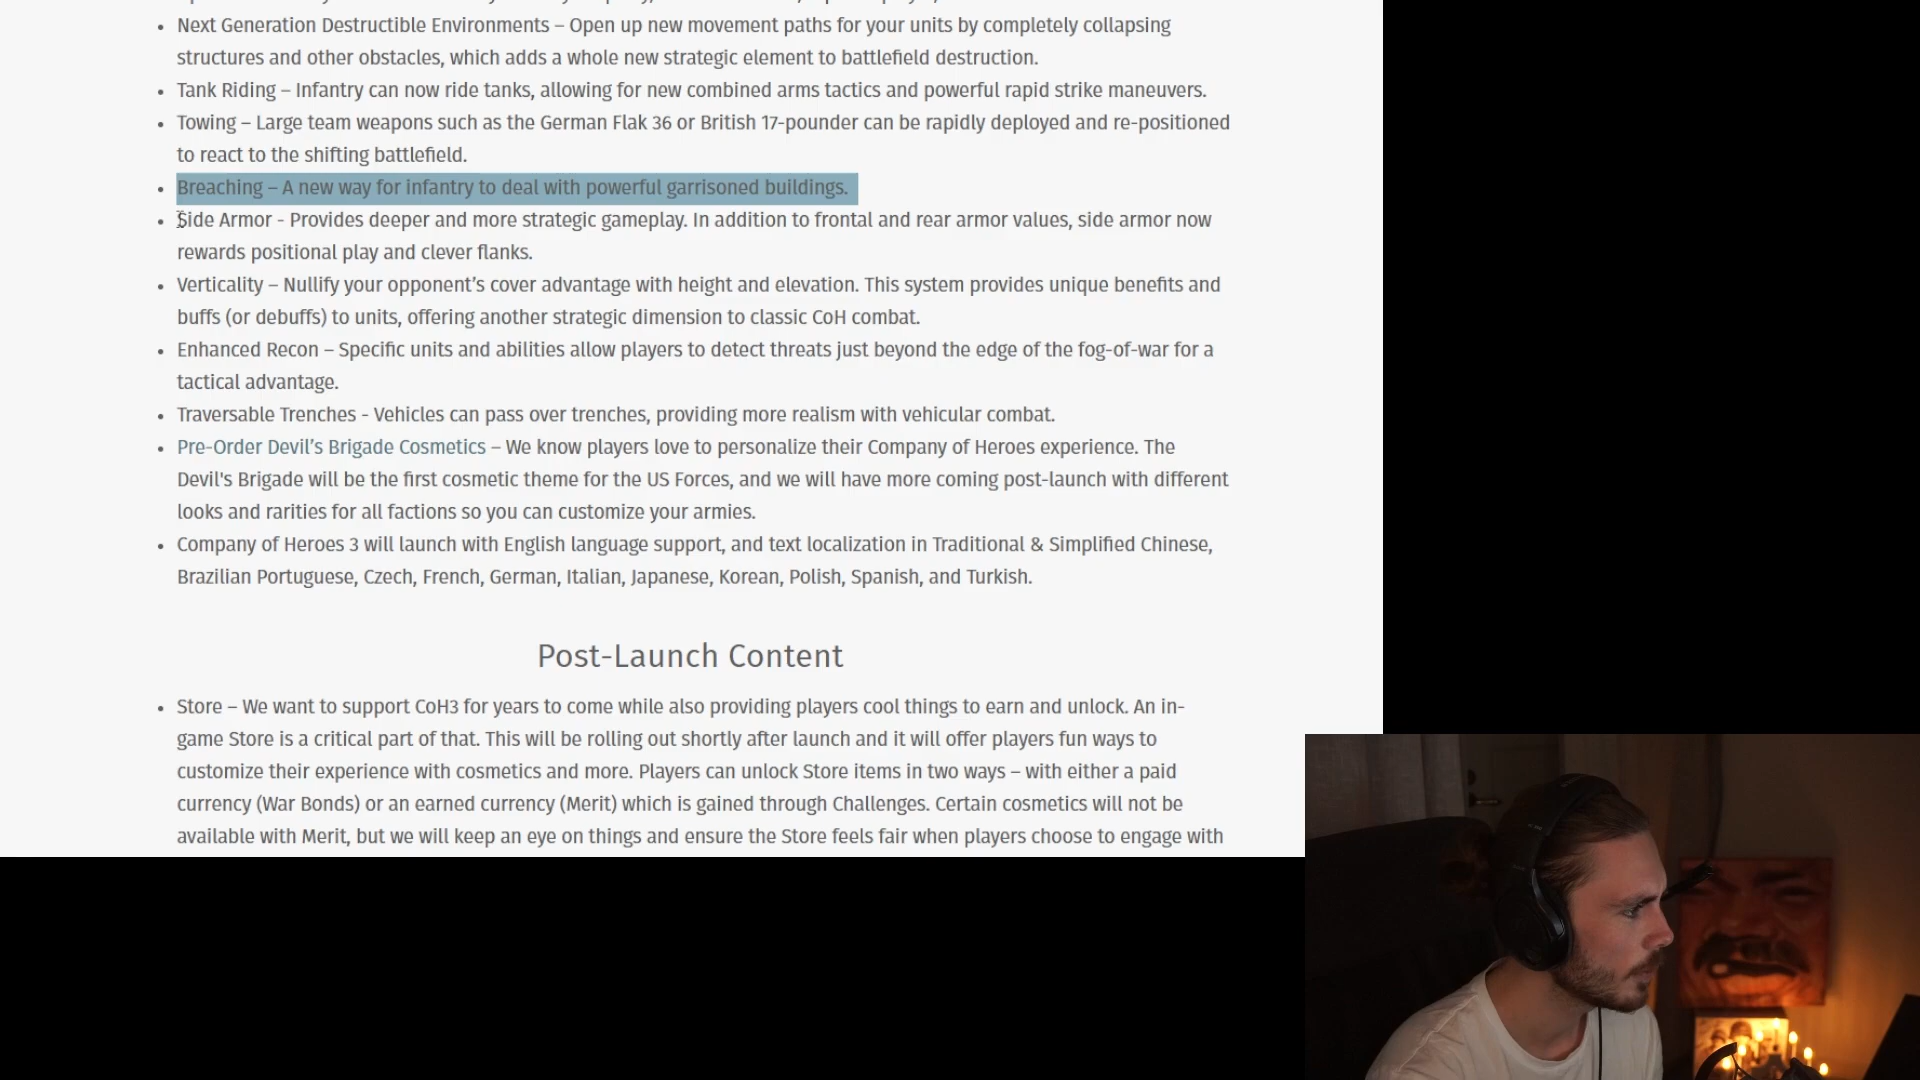 • Next Generation Destructible Environments – Open up new movement paths for your units by completely collapsing
structures and other obstacles, which adds a whole new strategic element to battlefield destruction.
• Tank Riding – Infantry can now ride tanks, allowing for new combined arms tactics and powerful rapid strike maneuvers.
• Towing – Large team weapons such as the German Flak 36 or British 17-pounder can be rapidly deployed and re-positioned
to react to the shifting battlefield.
• Breaching – A new way for infantry to deal with powerful garrisoned buildings.
• Side Armor - Provides deeper and more strategic gameplay. In addition to frontal and rear armor values, side armor now
rewards positional play and clever flanks.
• Verticality – Nullify your opponent’s cover advantage with height and elevation. This system provides unique benefits and
buffs (or debuffs) to units, offering another strategic dimension to classic CoH combat.
• Enhanced Recon – Specific units and abilities allow players to detect threats just beyond the edge of the fog-of-war for a
tactical advantage.
• Traversable Trenches - Vehicles can pass over trenches, providing more realism with vehicular combat.
• Pre-Order Devil’s Brigade Cosmetics – We know players love to personalize their Company of Heroes experience. The
Devil's Brigade will be the first cosmetic theme for the US Forces, and we will have more coming post-launch with different
looks and rarities for all factions so you can customize your armies.
• Company of Heroes 3 will launch with English language support, and text localization in Traditional & Simplified Chinese,
Brazilian Portuguese, Czech, French, German, Italian, Japanese, Korean, Polish, Spanish, and Turkish.
Post-Launch Content
• Store – We want to support CoH3 for years to come while also providing players cool things to earn and unlock. An in-
game Store is a critical part of that. This will be rolling out shortly after launch and it will offer players fun ways to
customize their experience with cosmetics and more. Players can unlock Store items in two ways – with either a paid
currency (War Bonds) or an earned currency (Merit) which is gained through Challenges. Certain cosmetics will not be
available with Merit, but we will keep an eye on things and ensure the Store feels fair when players choose to engage with